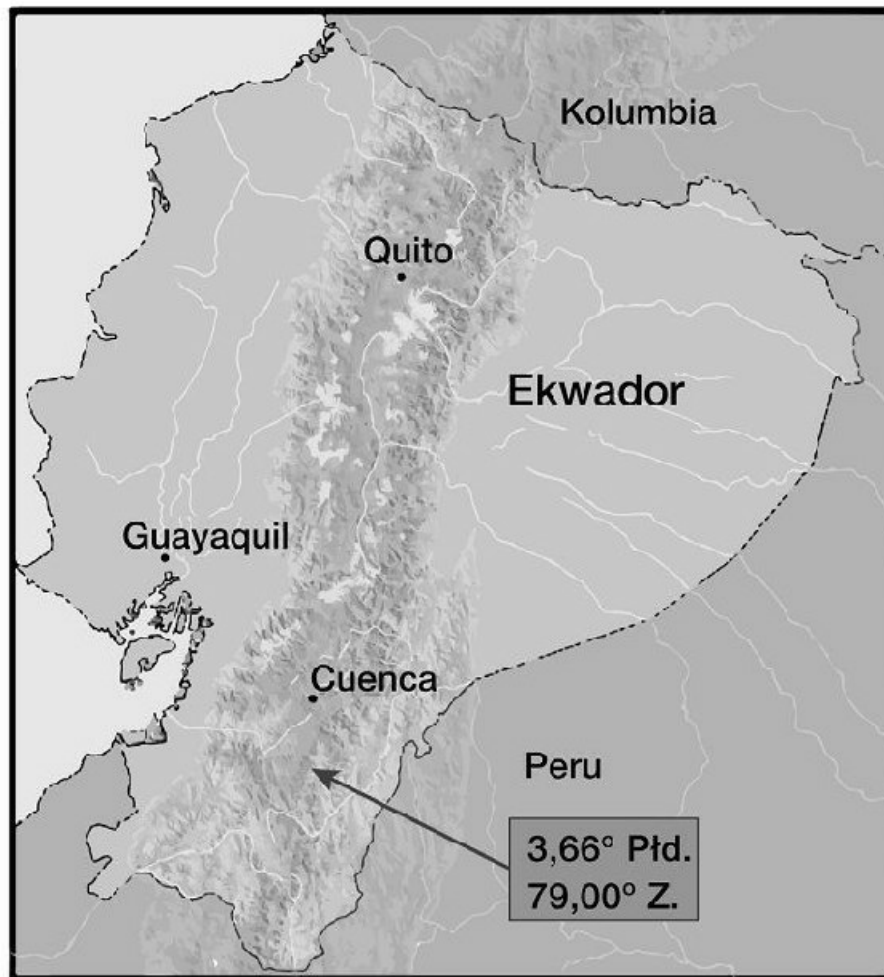 Kolumbia
Quito
Ekwador
Guayaquil
Cuenca
Peru
3,66° Płd.
79,00° Z.